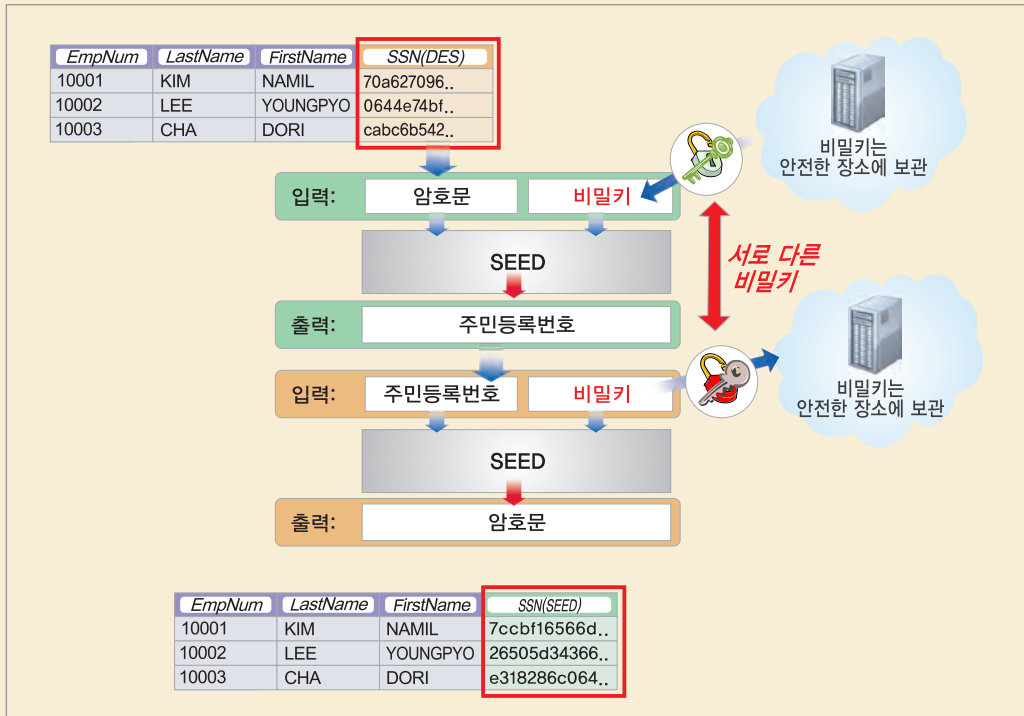 EmpNum LastName FirstName SSN(DES)
10001 KIM NAMIL 70a627096..
10002 LEE YOUNGPYO 0644e74bf..
10003 CHA DORI cabc6b542..
비밀키는
안전한 장소에 보관
입력: 암호문 비밀키
SEED
서로 다른
비밀키
출력: 주민등록번호
입력: 주민등록번호 비밀키
비밀키는
안전한 장소에 보관
SEED
출력: 암호문
EmpNum LastName FirstName SSN(SEED)
10001 KIM NAMIL 7ccbf16566d..
10002 LEE YOUNGPYO 26505d34366..
10003 CHA DORI e318286c064..